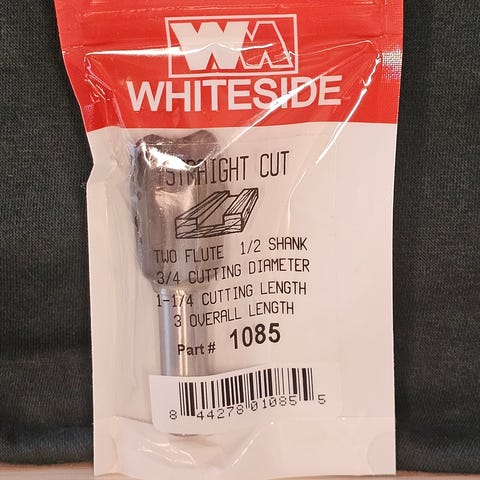 WA
WHITESIDE
STRAIGHT CUT
TWO FLUTE 1/2 SHANK
3/4 CUTTING DIAMETER
1-1/4 CUTTING LENGTH
3 OVERALL LENGTH
Part # 1085
8 44278 01085 5